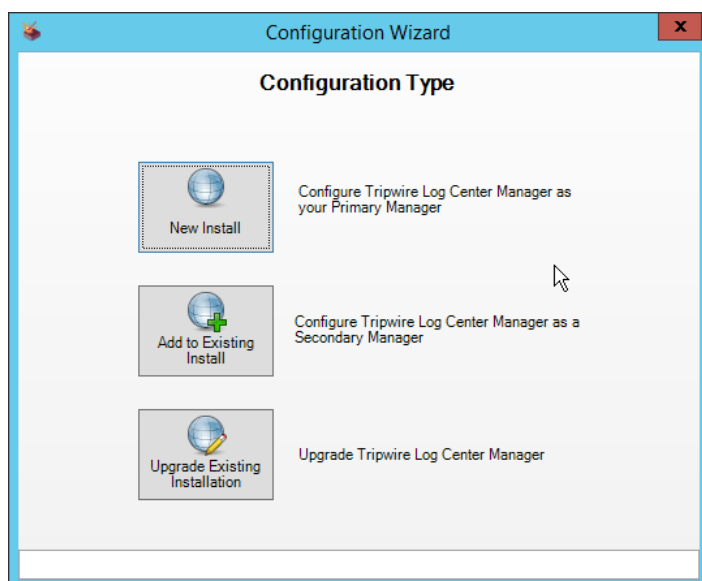 Configuration Wizard
x
Configuration Type
New Install
Configure Tripwire Log Center Manager as
your Primary Manager
Add to Existing
Install
Configure Tripwire Log Center Manager as a
Secondary Manager
Upgrade Existing
Installation
Upgrade Tripwire Log Center Manager